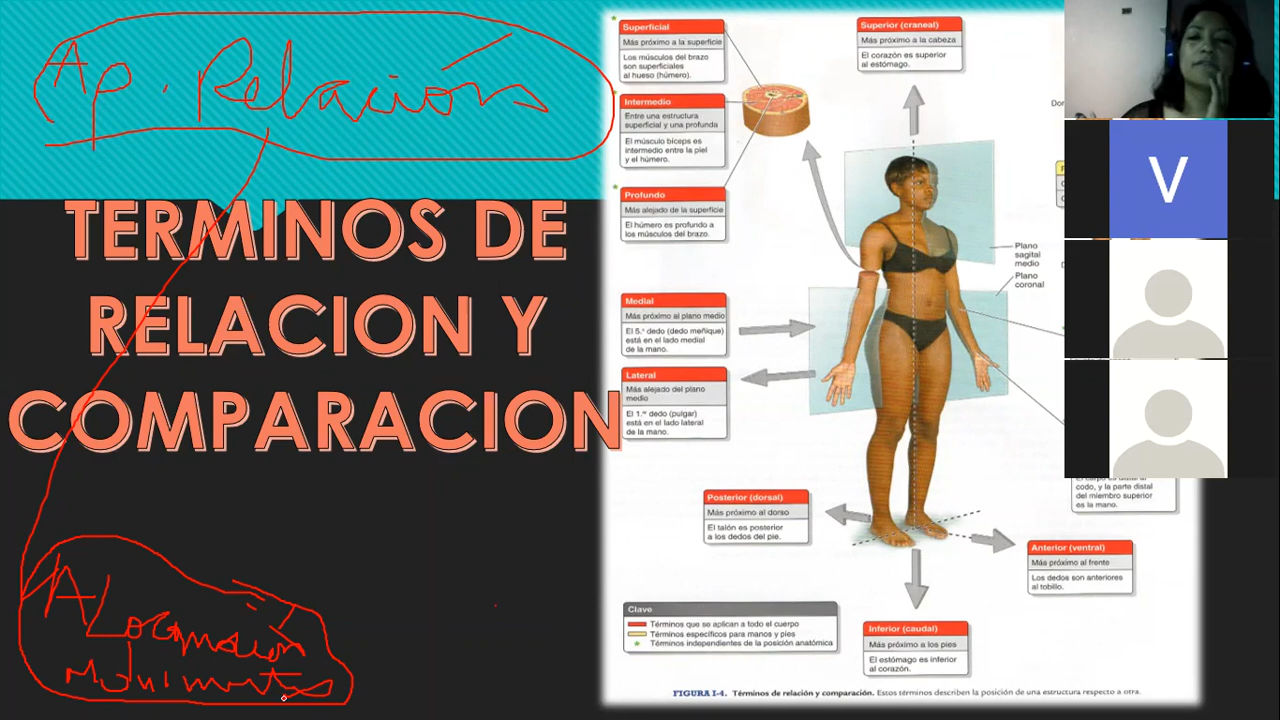 Ap. Relación
TERMINOS DE
RELACION Y
COMPARACION
A Locomoción
Superficial
Más próximo a la superficie
Los músculos del brazo
son superficiales
al hueso (húmero).
Intermedio
Entre una estructura
superficial y una profunda
El músculo bíceps es
intermedio entre la piel
y el húmero.
Profundo
Más alejado de la superficie
El húmero es profundo a
los músculos del brazo.
Medial
Más próximo al plano medio
El 5.º dedo (dedo meñique)
está en el lado medial
de la mano.
Lateral
Más alejado del plano
medio
El 1.er dedo (pulgar)
está en el lado lateral
de la mano.
Superior (craneal)
Más próximo a la cabeza
El corazón es superior
al estómago.
Plano
sagital
medio
Plano
coronal
V
codo, y la parte distal
del miembro superior
es la mano.
Posterior (dorsal)
Más próximo al dorso
El talón es posterior
a los dedos del pie.
Anterior (ventral)
Más próximo al frente
Los dedos son anteriores
al tobillo.
Inferior (caudal)
Más próximo a los pies
El estómago es inferior
al corazón.
Clave
Términos que se aplican a todo el cuerpo
Términos específicos para manos y pies
Términos independientes de la posición anatómica
FIGURA I-4. Términos de relación y comparación. Estos términos describen la posición de una estructura respecto a otra.